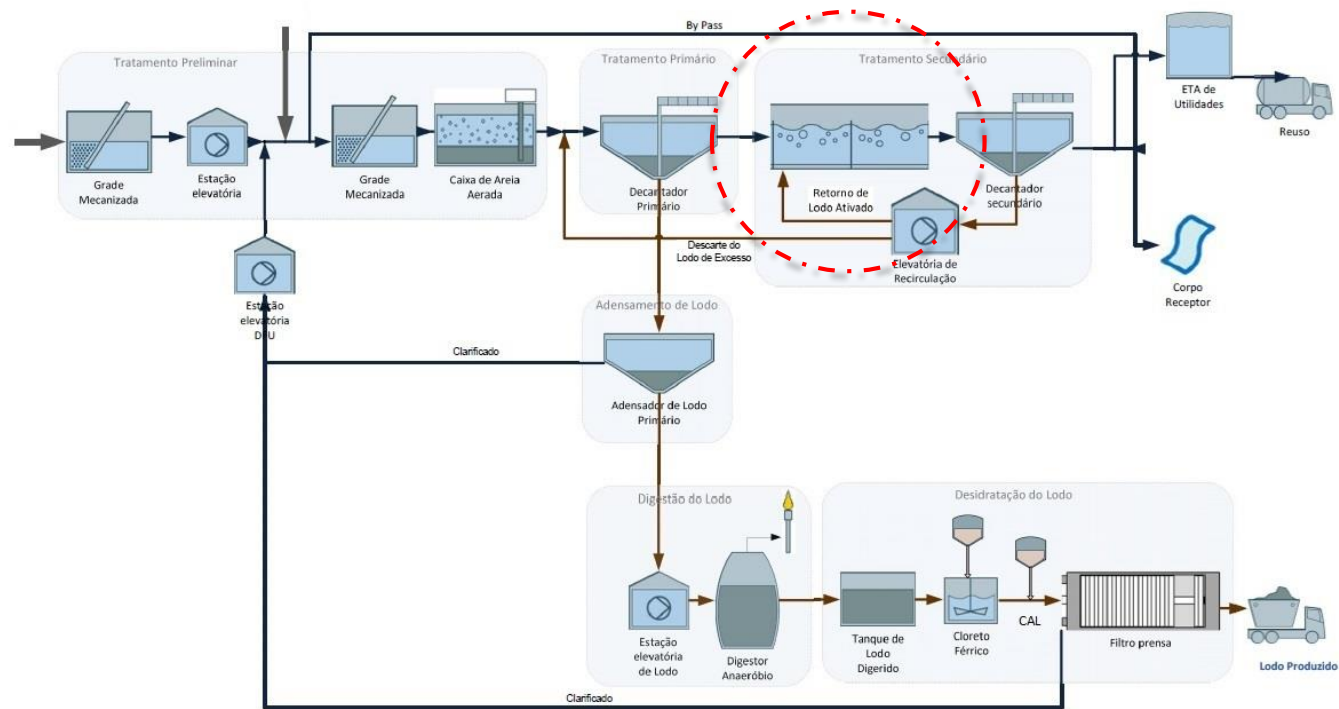 By Pass
Tratamento Preliminar
Tratamento Primário
Tratamento Secundário
ETA de
Utilidades
Reuso
Grade
Mecanizada
Estação
elevatória
Grade
Mecanizada
Caixa de Areia
Aerada
Decantador
Primário
Retorno de
Lodo Ativado
Decantador
secundário
Descarte do
Lodo de Excesso
Elevatória de
Recirculação
Corpo
Receptor
Estação
elevatória
Adensamento de Lodo
Clarificado
Adensador de Lodo
Primário
Digestão do Lodo
Desidratação do Lodo
Estação
elevatória
de Lodo
Digestor
Anaeróbio
Tanque de
Lodo
Digerido
Cloreto
Férrico
CAL
Filtro prensa
Lodo Produzido
Clarificado